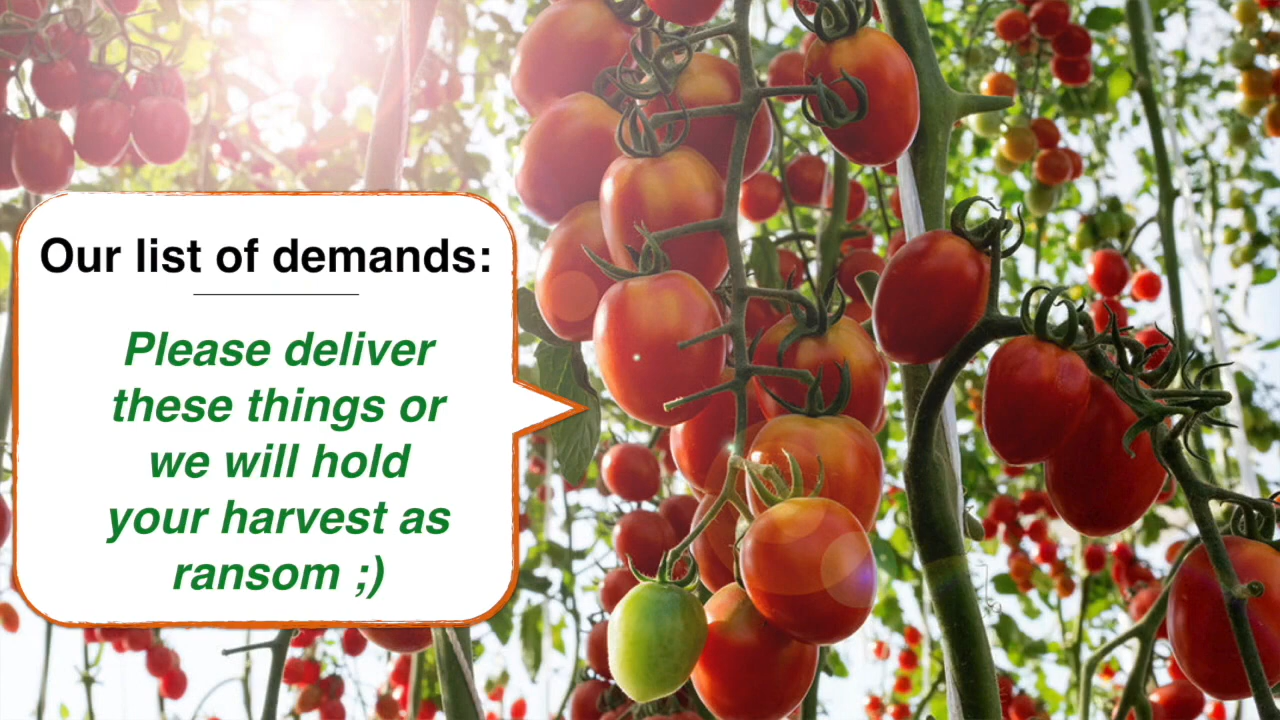 Our list of demands:
Please deliver
these things or
we will hold
your harvest as
ransom ;)